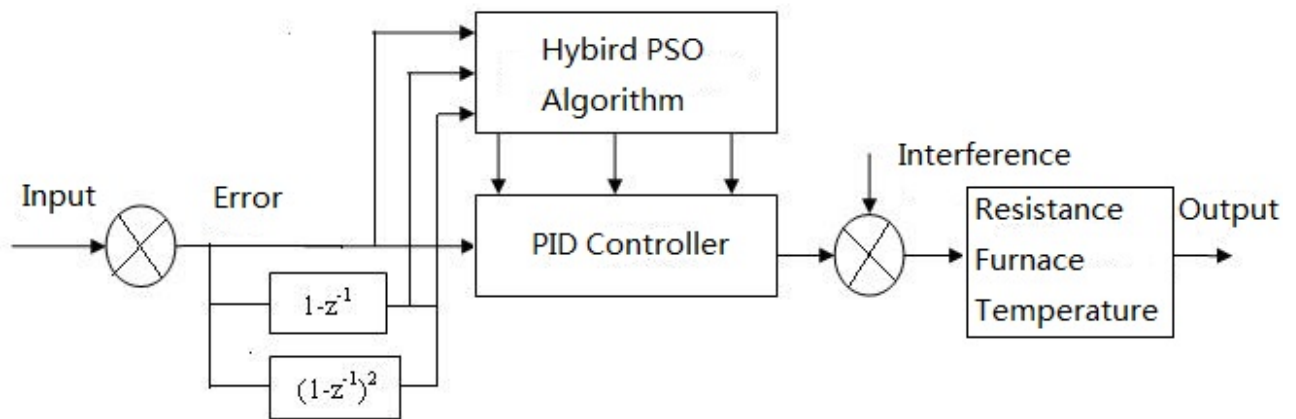 Hybird PSO
Algorithm
Interference
Input
Error
PID Controller
Resistance
Furnace
Temperature
Output
1-z⁻¹
(1-z⁻¹)²